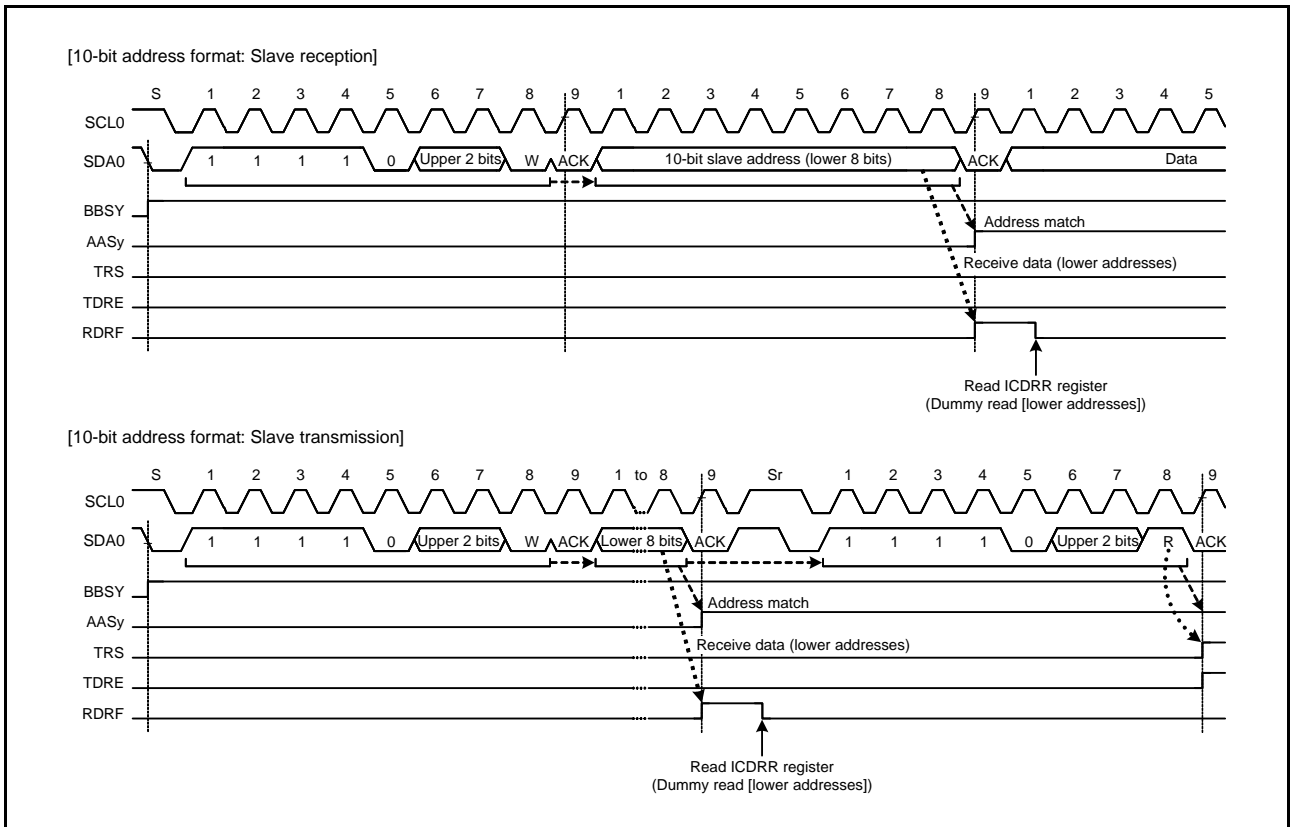 [10-bit address format: Slave reception]
S 1 2 3 4 5 6 7 8 9 1 2 3 4 5 6 7 8 9 1 2 3 4 5
SCL0
SDA0 1 1 1 1 0 Upper 2 bits W ACK 10-bit slave address (lower 8 bits) ACK Data
BBSY
Address match
AASy
Receive data (lower addresses)
TRS
TDRE
RDRF
Read ICDRR register
(Dummy read [lower addresses])
[10-bit address format: Slave transmission]
S 1 2 3 4 5 6 7 8 9 1 to 8 9 Sr 1 2 3 4 5 6 7 8 9
SCL0
SDA0 1 1 1 1 0 Upper 2 bits W ACK Lower 8 bits ACK 1 1 1 1 0 Upper 2 bits R ACK
BBSY
Address match
AASy
Receive data (lower addresses)
TRS
TDRE
RDRF
Read ICDRR register
(Dummy read [lower addresses])